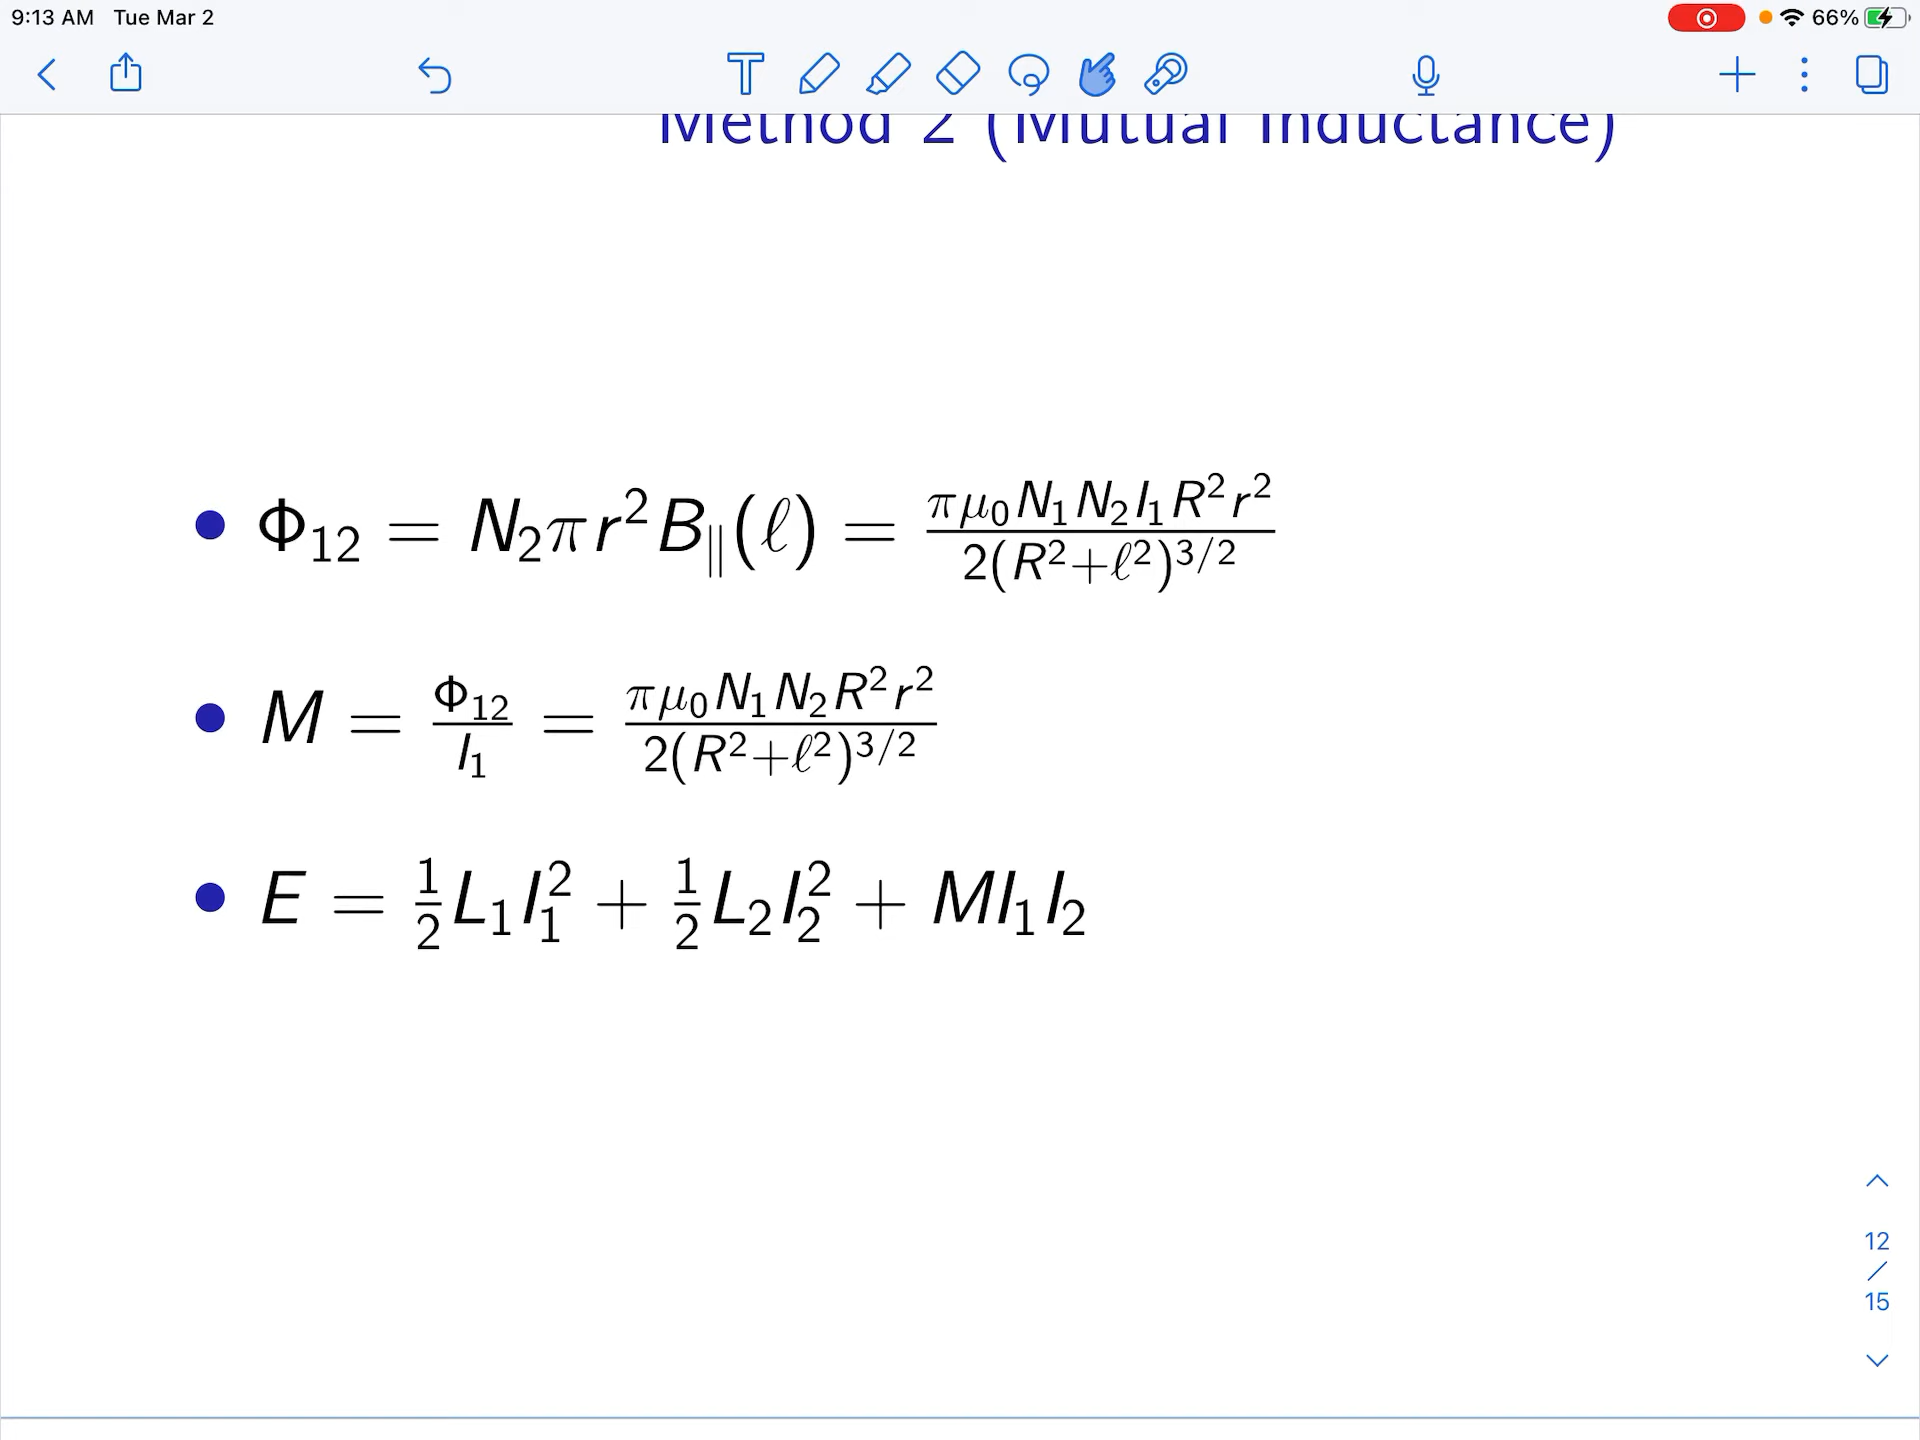 9:13 AM Tue Mar 2 66%
T
Method 2 (Mutual Inductance)
• Φ₁₂ = N₂πr²B∥(ℓ) = πμ₀N₁N₂I₁R²r² / 2(R²+ℓ²)^{3/2}
• M = Φ₁₂ / I₁ = πμ₀N₁N₂R²r² / 2(R²+ℓ²)^{3/2}
• E = ½L₁I₁² + ½L₂I₂² + MI₁I₂
12
/
15